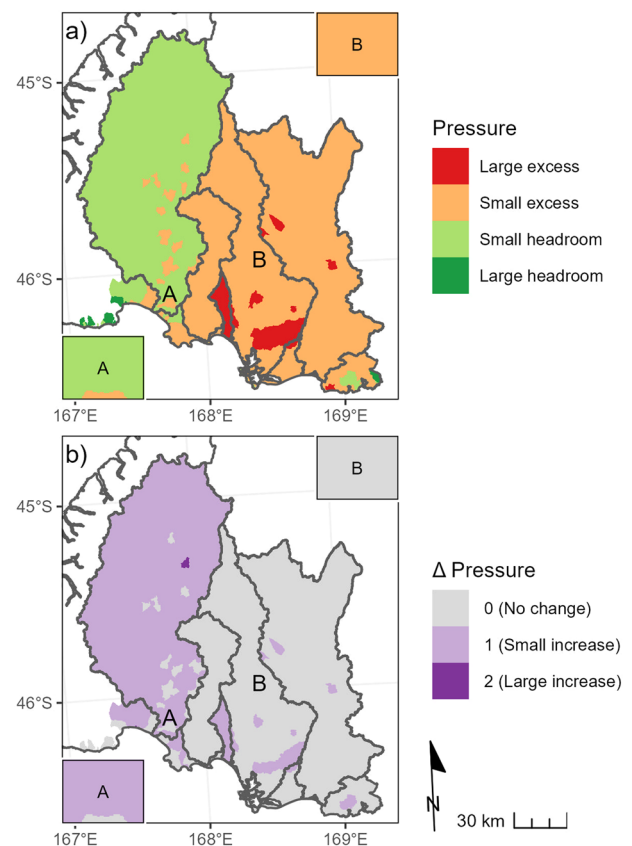 a)
B
45°S
46°S
A
B
A
167°E
168°E
169°E
Pressure
Large excess
Small excess
Small headroom
Large headroom
b)
B
45°S
46°S
A
B
A
167°E
168°E
169°E
Δ Pressure
0 (No change)
1 (Small increase)
2 (Large increase)
N
30 km